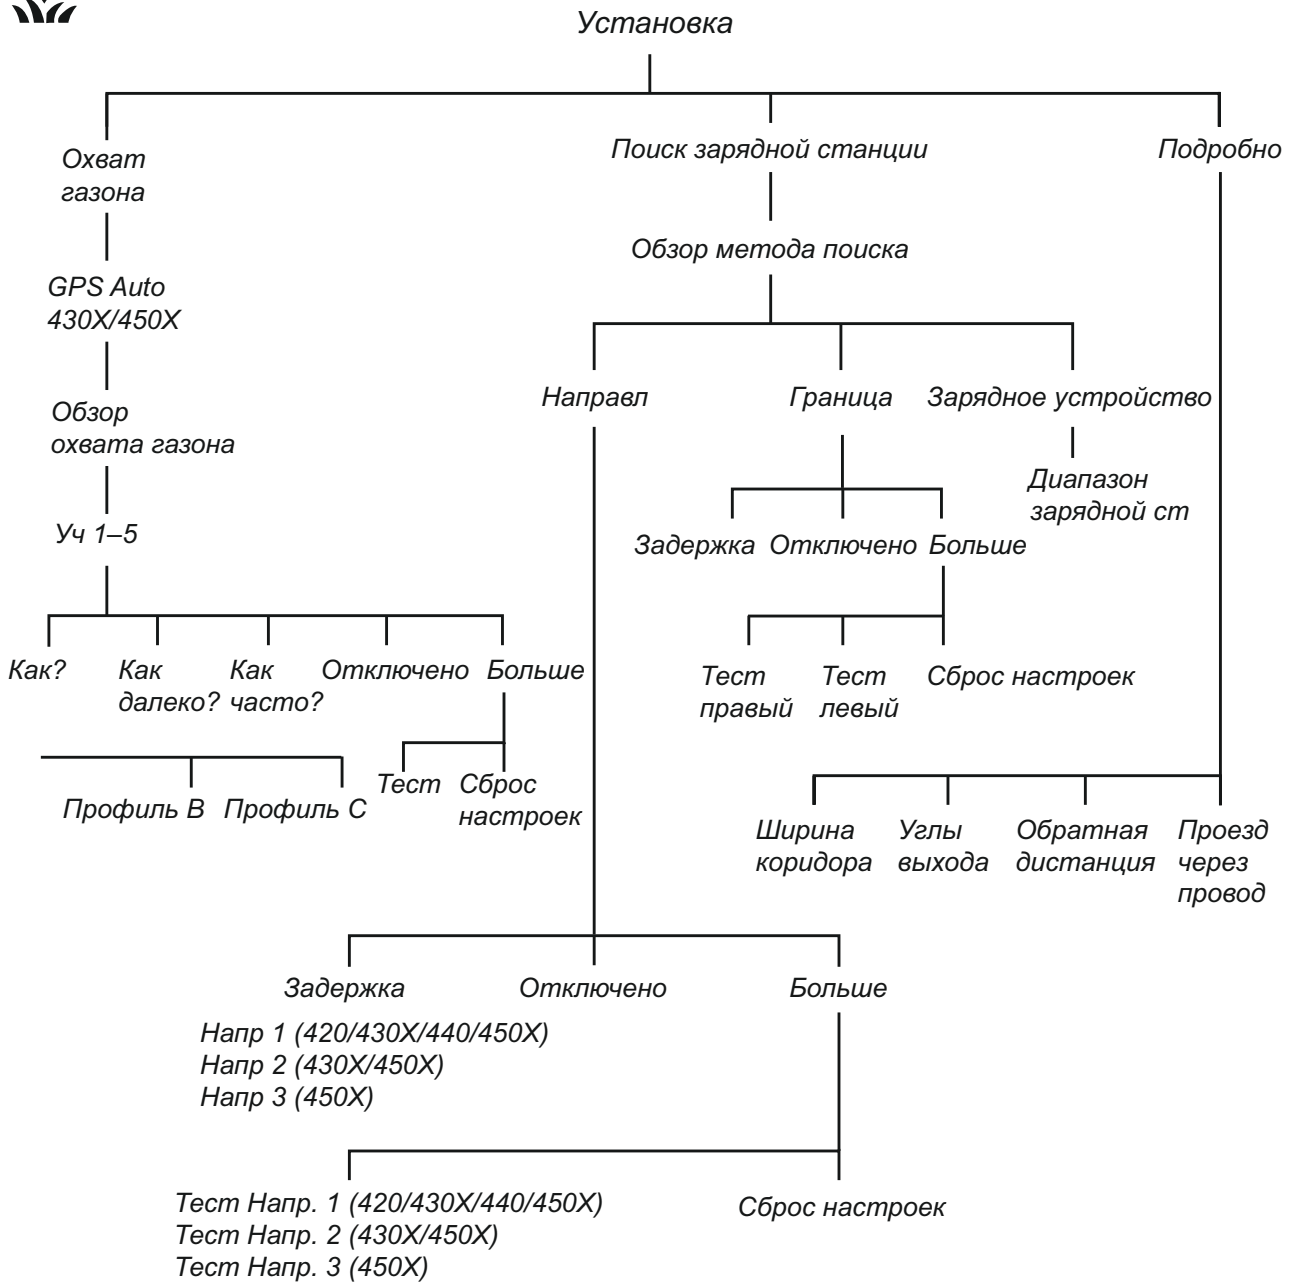 Установка
Охват
газона
Поиск зарядной станции
Подробно
GPS Auto
430X/450X
Обзор метода поиска
Обзор
охвата газона
Направл
Граница
Зарядное устройство
Диапазон
зарядной ст
Уч 1–5
Задержка
Отключено
Больше
Как?
Как
далеко?
Как
часто?
Отключено
Больше
Тест
правый
Тест
левый
Сброс настроек
Профиль B
Профиль C
Тест
Сброс
настроек
Ширина
коридора
Углы
выхода
Обратная
дистанция
Проезд
через
провод
Задержка
Отключено
Больше
Напр 1 (420/430X/440/450X)
Напр 2 (430X/450X)
Напр 3 (450X)
Тест Напр. 1 (420/430X/440/450X)
Тест Напр. 2 (430X/450X)
Тест Напр. 3 (450X)
Сброс настроек